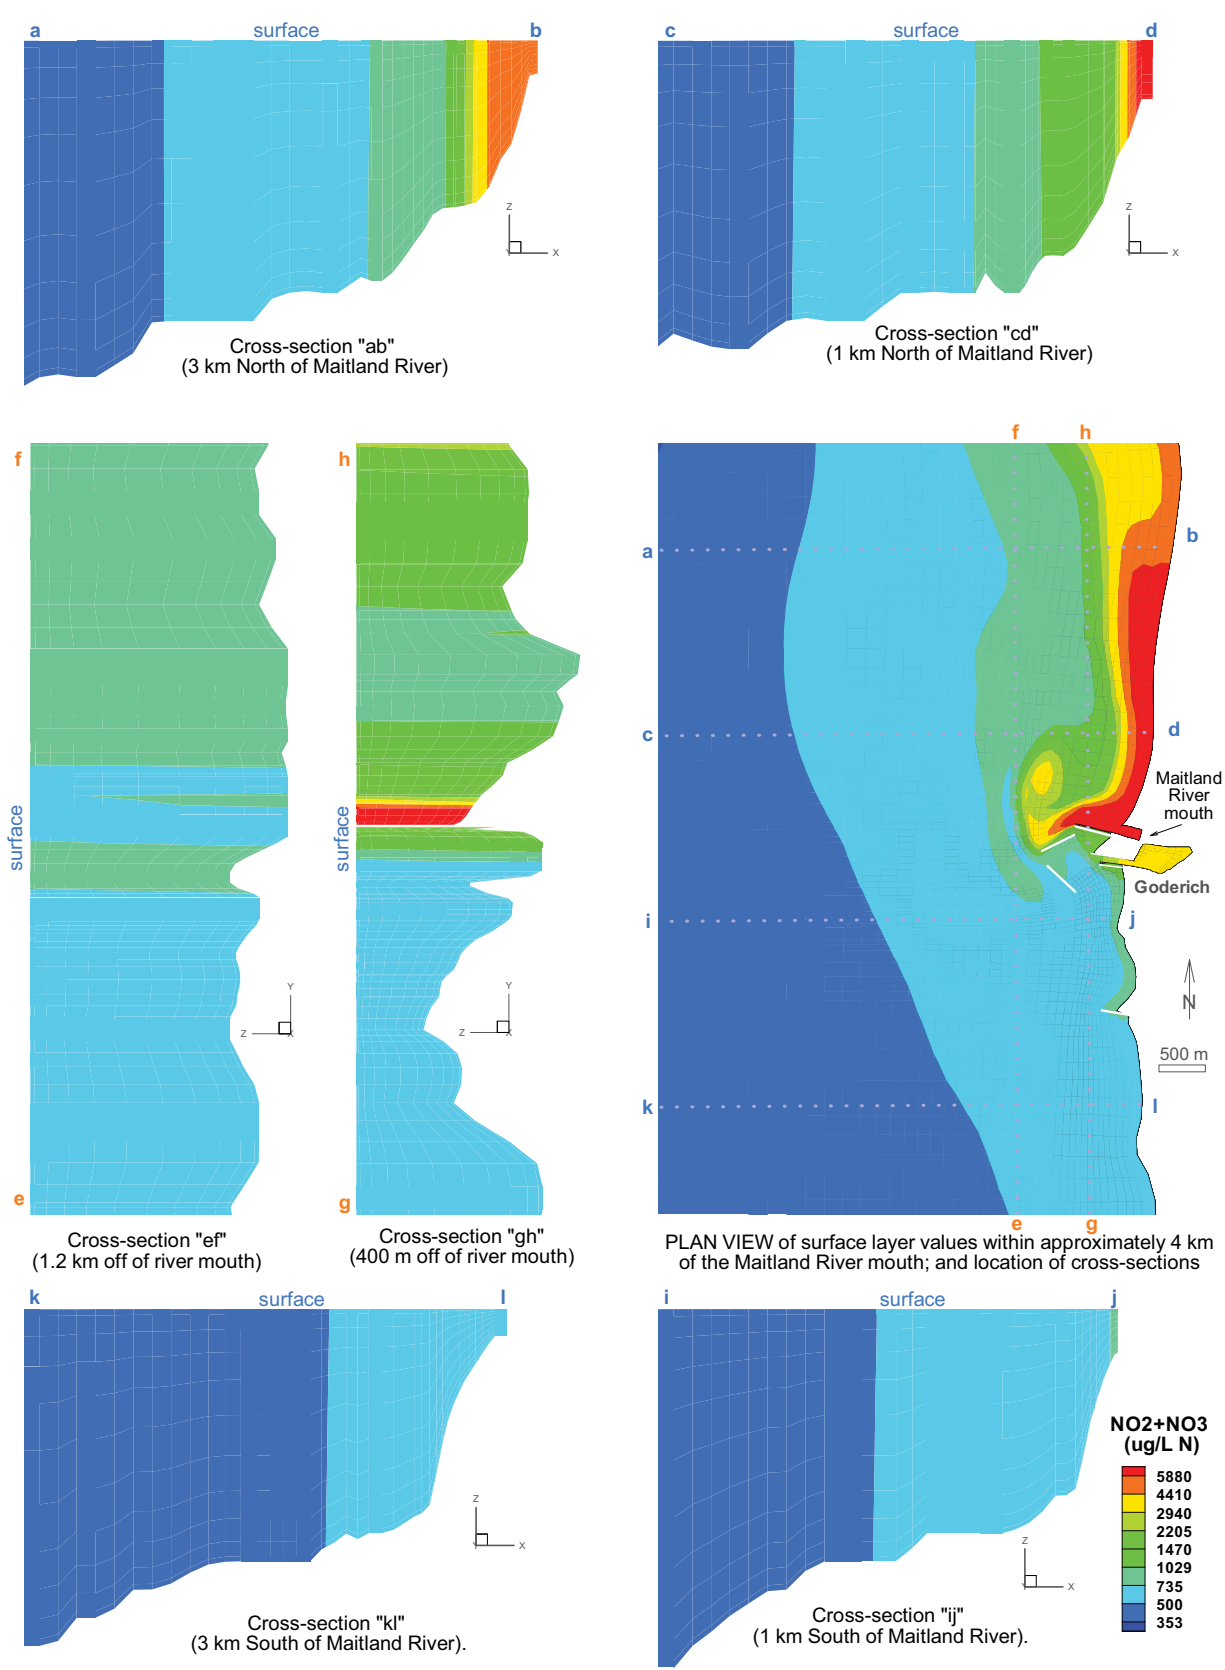 a surface b
c surface d
Z
X
Y
Z
X
Y
Cross-section "ab"
(3 km North of Maitland River)
Cross-section "cd"
(1 km North of Maitland River)
f
h
f h
a
b
c
d
surface
surface
Maitland
River
mouth
Goderich
i
j
Y
Z
X
Y
Z
X
N
500 m
k
l
e
g
e g
Cross-section "ef"
(1.2 km off of river mouth)
Cross-section "gh"
(400 m off of river mouth)
PLAN VIEW of surface layer values within approximately 4 km
of the Maitland River mouth; and location of cross-sections
k surface l
i surface j
Z
X
Y
Z
X
Y
Cross-section "kl"
(3 km South of Maitland River).
Cross-section "ij"
(1 km South of Maitland River).
NO2+NO3
(ug/L N)
5880
4410
2940
2205
1470
1029
735
500
353